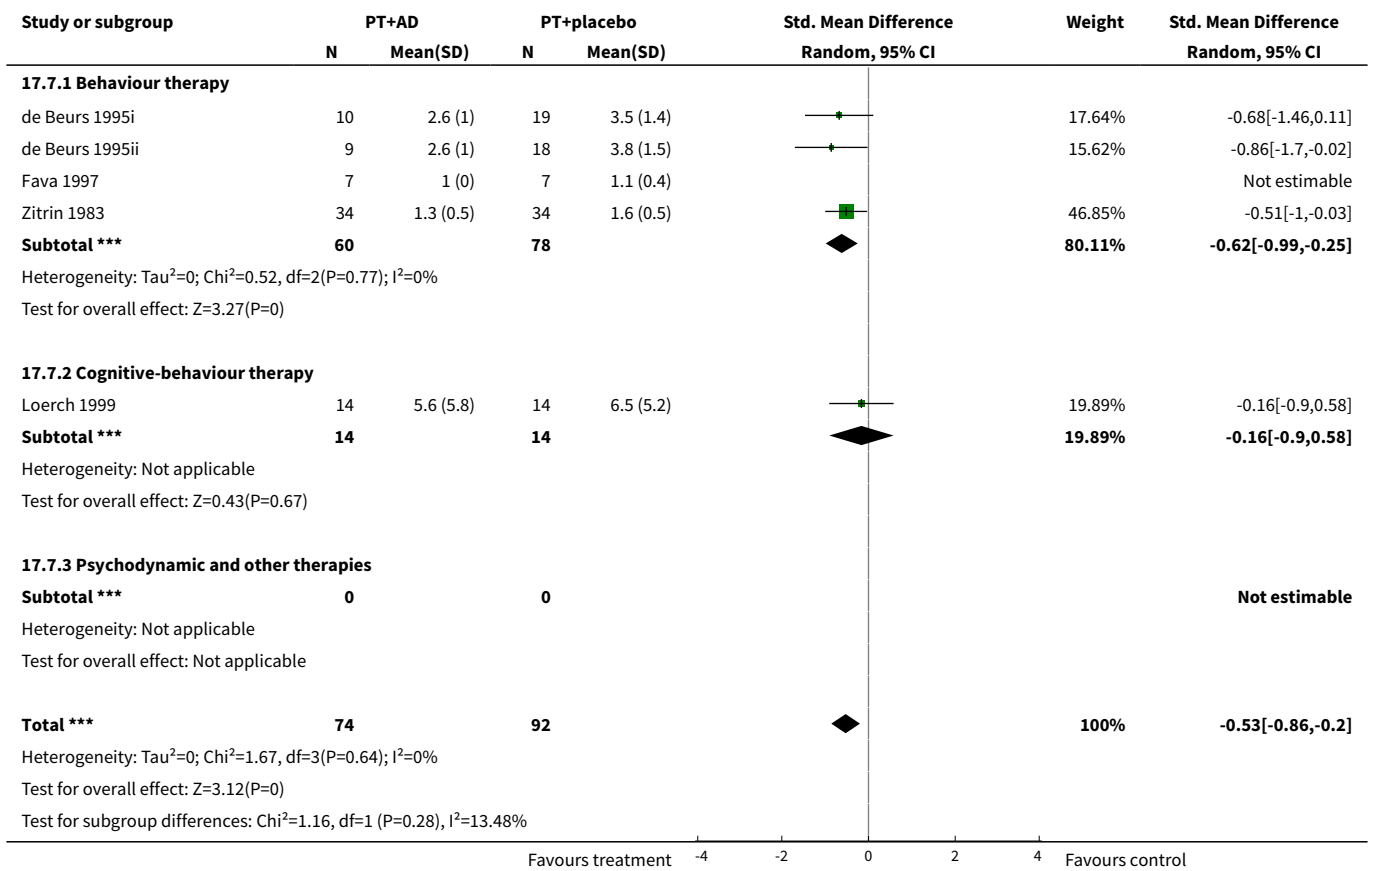 Study or subgroup PT+AD PT+placebo Std. Mean Difference Weight Std. Mean Difference
N Mean(SD) N Mean(SD) Random, 95% CI Random, 95% CI
17.7.1 Behaviour therapy
de Beurs 1995i 10 2.6 (1) 19 3.5 (1.4) 17.64% -0.68[-1.46,0.11]
de Beurs 1995ii 9 2.6 (1) 18 3.8 (1.5) 15.62% -0.86[-1.7,-0.02]
Fava 1997 7 1 (0) 7 1.1 (0.4) Not estimable
Zitrin 1983 34 1.3 (0.5) 34 1.6 (0.5) 46.85% -0.51[-1,-0.03]
Subtotal *** 60 78 80.11% -0.62[-0.99,-0.25]
Heterogeneity: Tau²=0; Chi²=0.52, df=2(P=0.77); I²=0%
Test for overall effect: Z=3.27(P=0)
17.7.2 Cognitive-behaviour therapy
Loerch 1999 14 5.6 (5.8) 14 6.5 (5.2) 19.89% -0.16[-0.9,0.58]
Subtotal *** 14 14 19.89% -0.16[-0.9,0.58]
Heterogeneity: Not applicable
Test for overall effect: Z=0.43(P=0.67)
17.7.3 Psychodynamic and other therapies
Subtotal *** 0 0 Not estimable
Heterogeneity: Not applicable
Test for overall effect: Not applicable
Total *** 74 92 100% -0.53[-0.86,-0.2]
Heterogeneity: Tau²=0; Chi²=1.67, df=3(P=0.64); I²=0%
Test for overall effect: Z=3.12(P=0)
Test for subgroup differences: Chi²=1.16, df=1 (P=0.28), I²=13.48%
Favours treatment -4 -2 0 2 4 Favours control